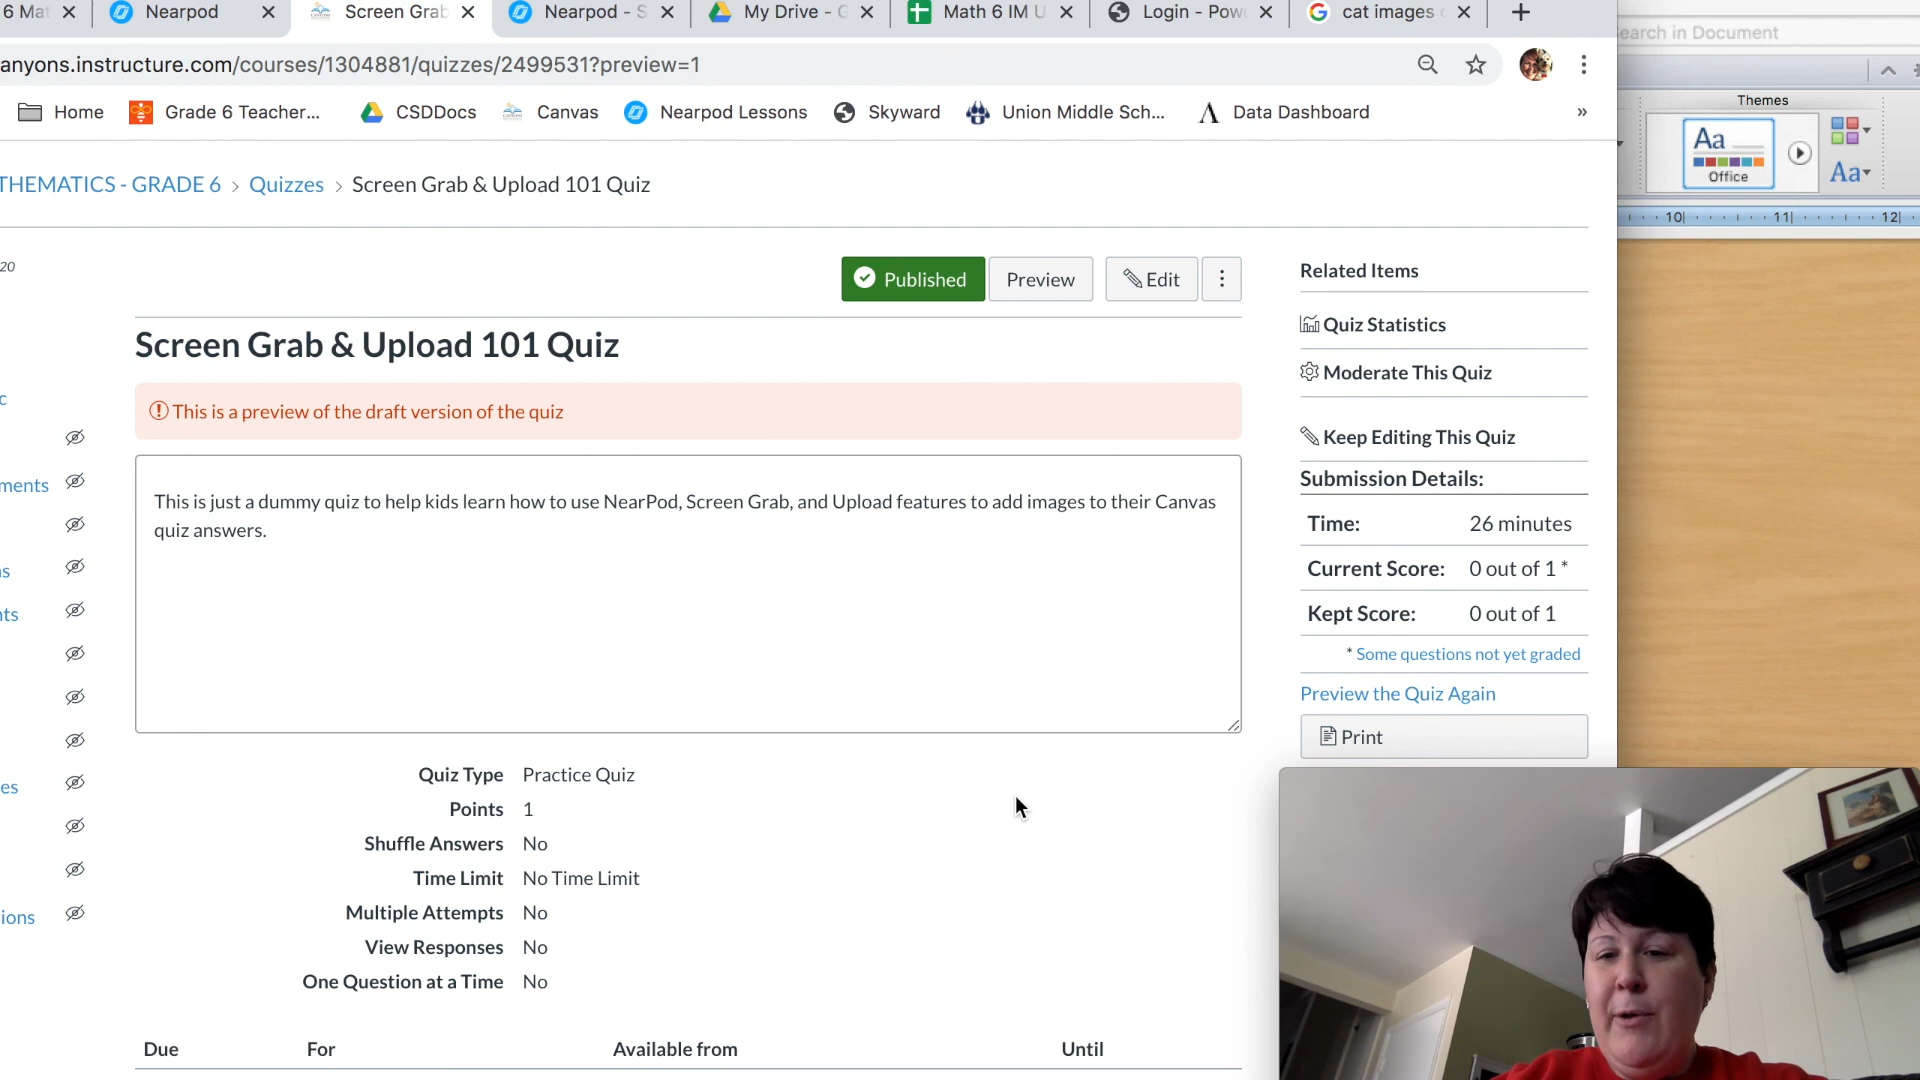 6 Mat
Nearpod
Screen Grab
Nearpod - S
My Drive - G
Math 6 IM U
Login - Pow
cat images
earch in Document
anyons.instructure.com/courses/1304881/quizzes/2499531?preview=1
Home
Grade 6 Teacher...
CSDDocs
Canvas
Nearpod Lessons
Skyward
Union Middle Sch...
Data Dashboard
»
Themes
Aa
Office
Aa
10
11
12
THEMATICS - GRADE 6 > Quizzes > Screen Grab & Upload 101 Quiz
20
Published
Preview
Edit
Related Items
Screen Grab & Upload 101 Quiz
Quiz Statistics
This is a preview of the draft version of the quiz
Moderate This Quiz
Keep Editing This Quiz
c
ments
ns
nts
es
ions
This is just a dummy quiz to help kids learn how to use NearPod, Screen Grab, and Upload features to add images to their Canvas
quiz answers.
Submission Details:
Time: 26 minutes
Current Score: 0 out of 1 *
Kept Score: 0 out of 1
* Some questions not yet graded
Preview the Quiz Again
Print
Quiz Type Practice Quiz
Points 1
Shuffle Answers No
Time Limit No Time Limit
Multiple Attempts No
View Responses No
One Question at a Time No
Due For Available from Until